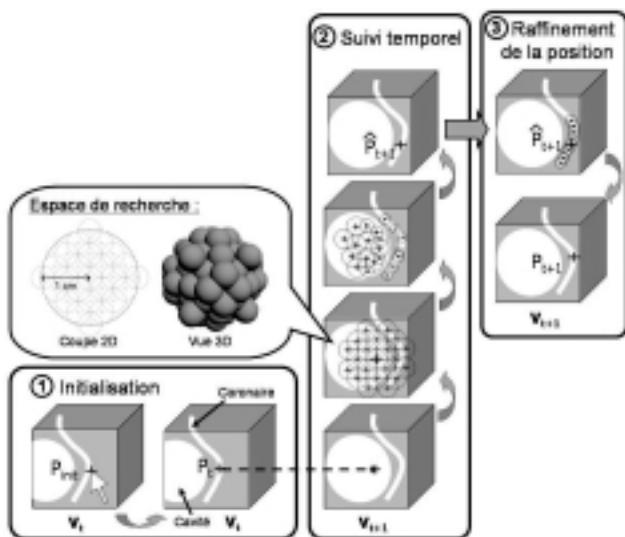 ① Initialisation
Coronaire
P_init
P_t
V_t
Cavité
V_t
Espace de recherche :
1 cm
Coupe 2D
Vue 3D
② Suivi temporel
P̂_t+1
V_t+1
③ Raffinement
de la position
P̂_t+1
P_t+1
V_t+1